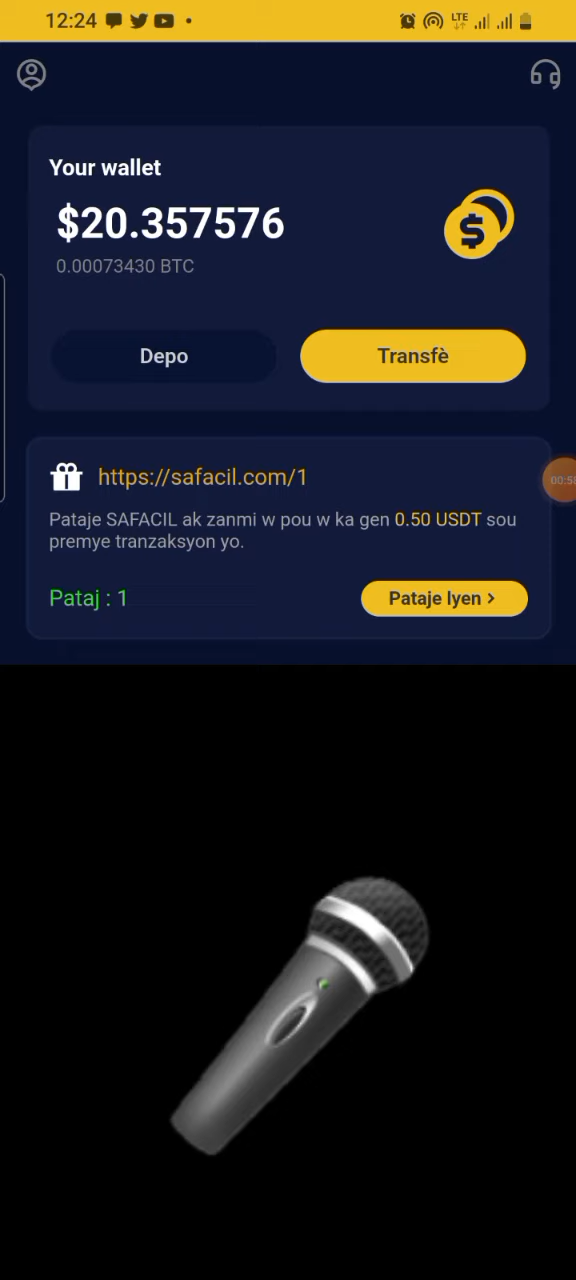 12:24
LTE
Your wallet
$20.357576
0.00073430 BTC
Depo
Transfè
https://safacil.com/1
Pataje SAFACIL ak zanmi w pou w ka gen 0.50 USDT sou
premye tranzaksyon yo.
Pataj : 1
Pataje lyen